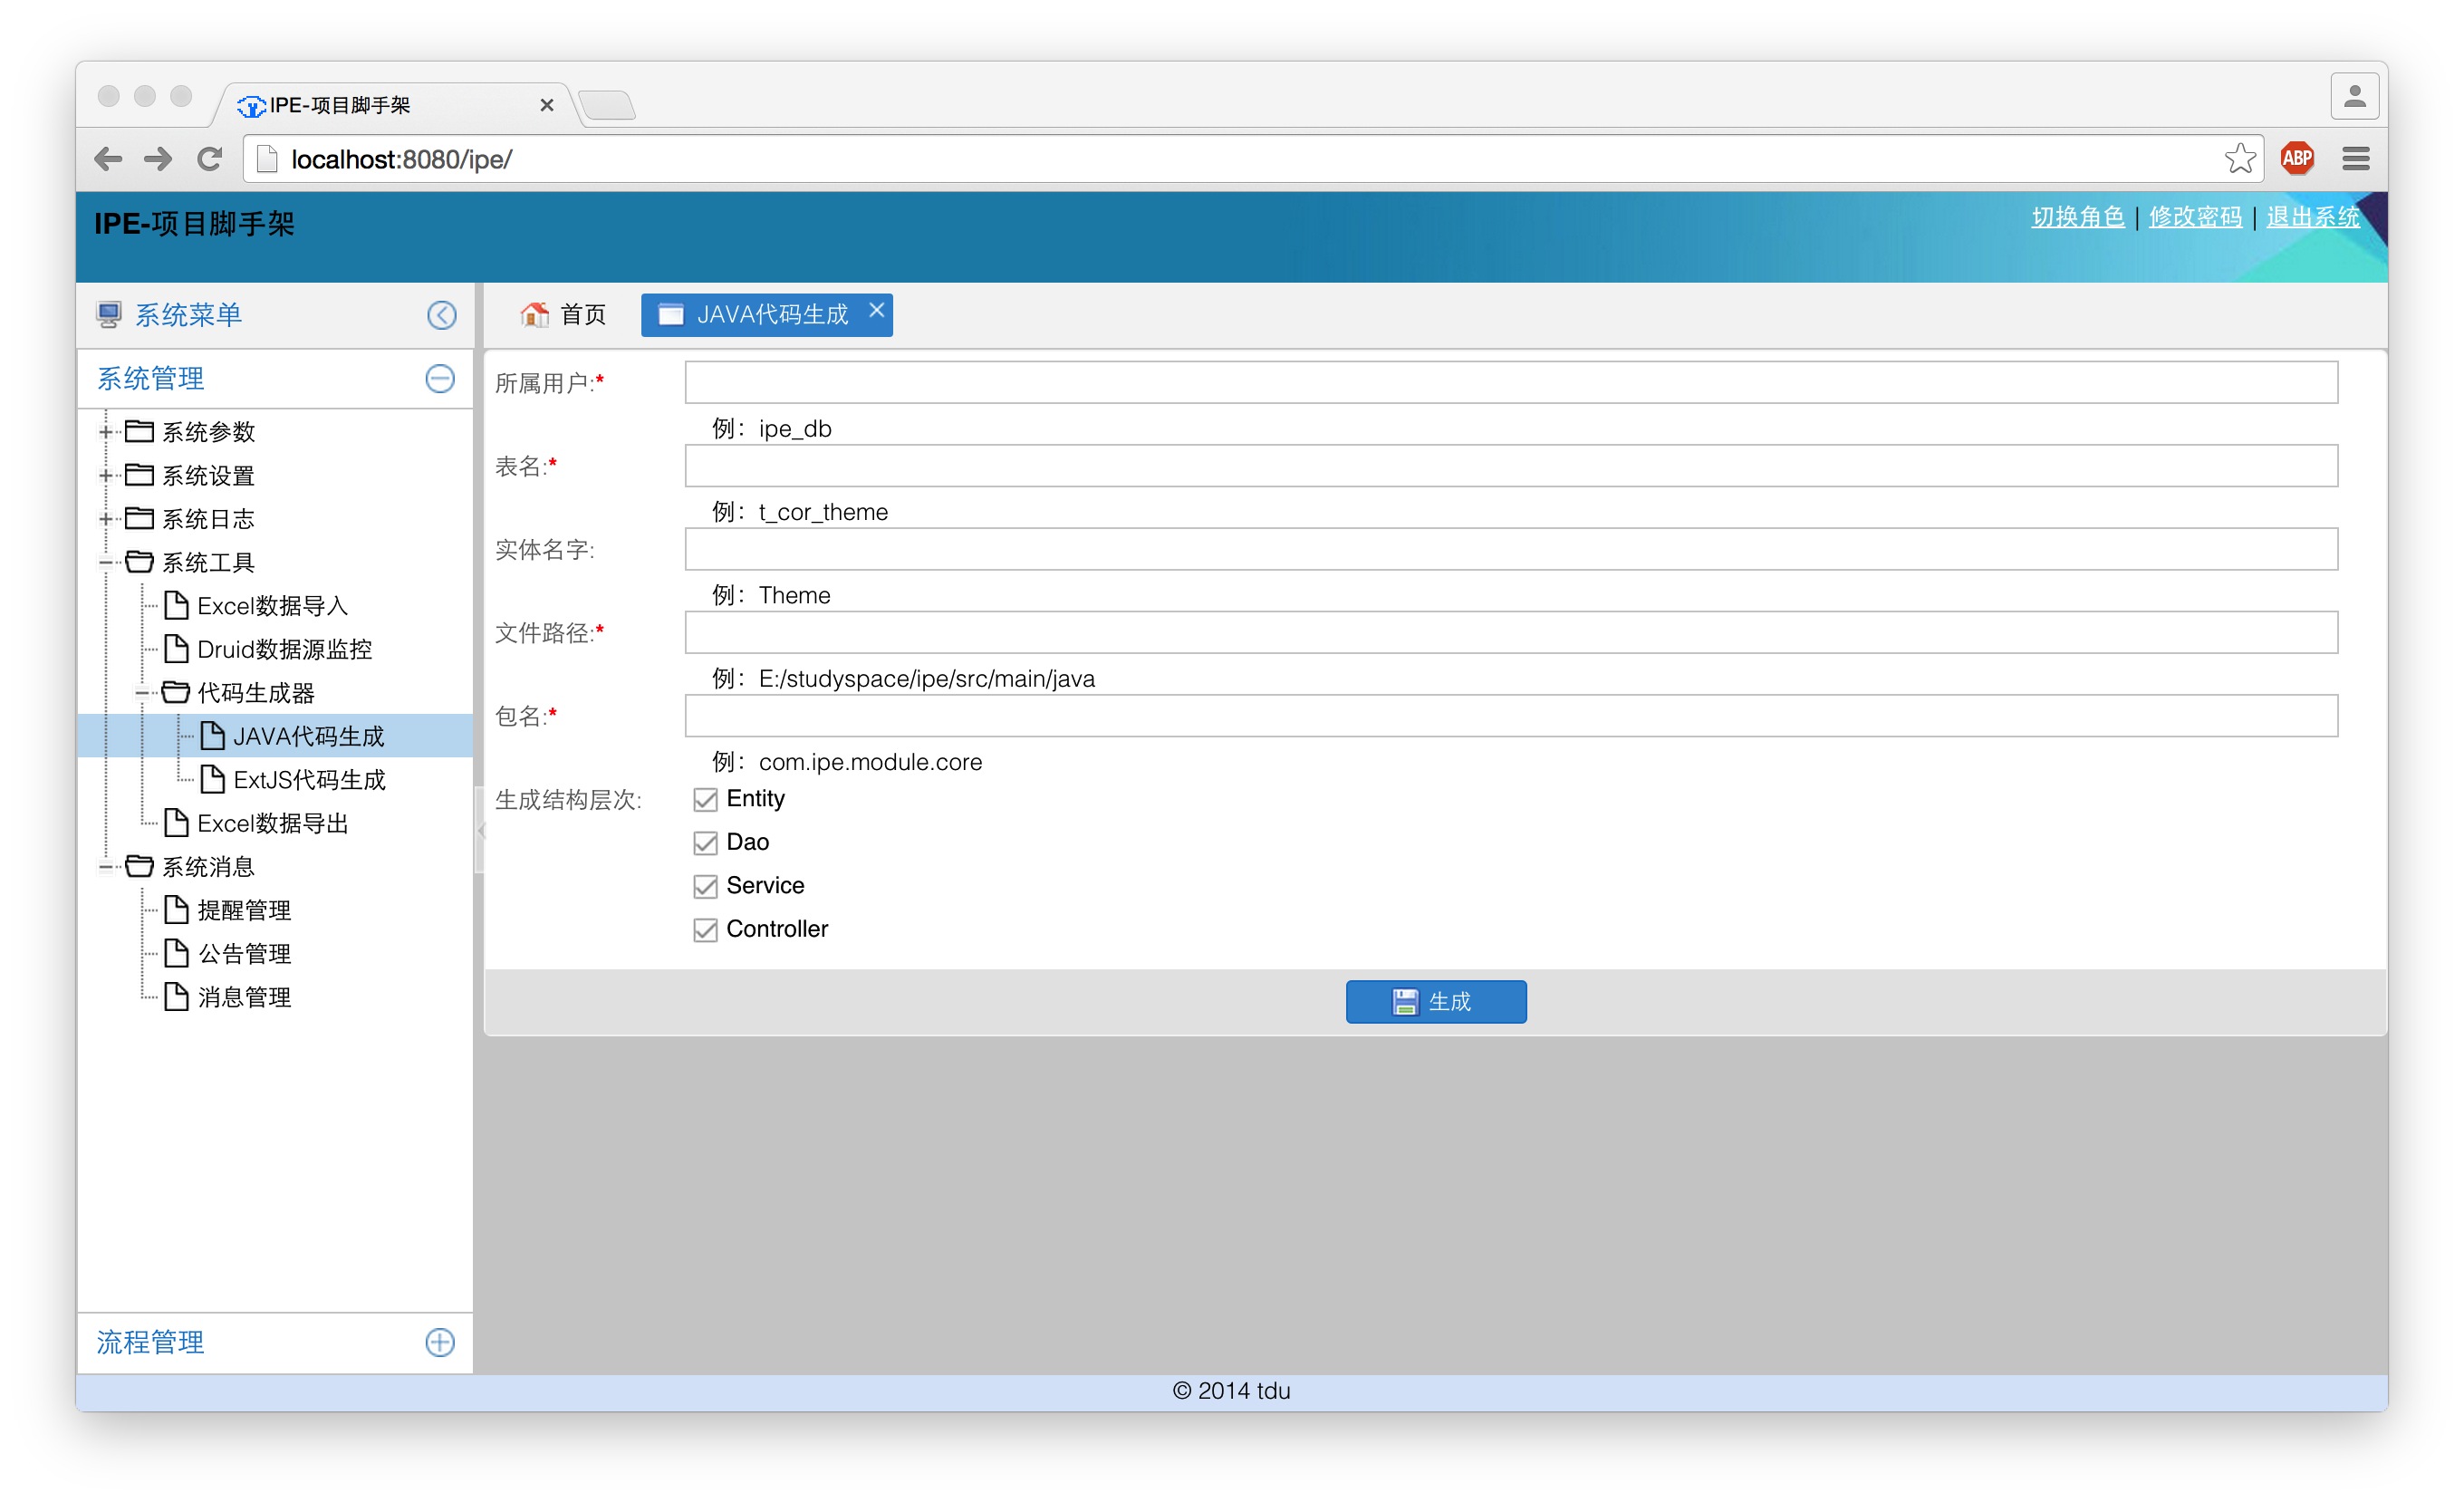 IPE-项目脚手架
localhost:8080/ipe/
ABP
IPE-项目脚手架
切换角色 | 修改密码 | 退出系统
系统菜单
首页
JAVA代码生成
系统管理
系统参数
系统设置
系统日志
系统工具
Excel数据导入
Druid数据源监控
代码生成器
JAVA代码生成
ExtJS代码生成
Excel数据导出
系统消息
提醒管理
公告管理
消息管理
流程管理
所属用户:*
例：ipe_db
表名:*
例：t_cor_theme
实体名字:
例：Theme
文件路径:*
例：E:/studyspace/ipe/src/main/java
包名:*
例：com.ipe.module.core
生成结构层次:
Entity
Dao
Service
Controller
生成
© 2014 tdu